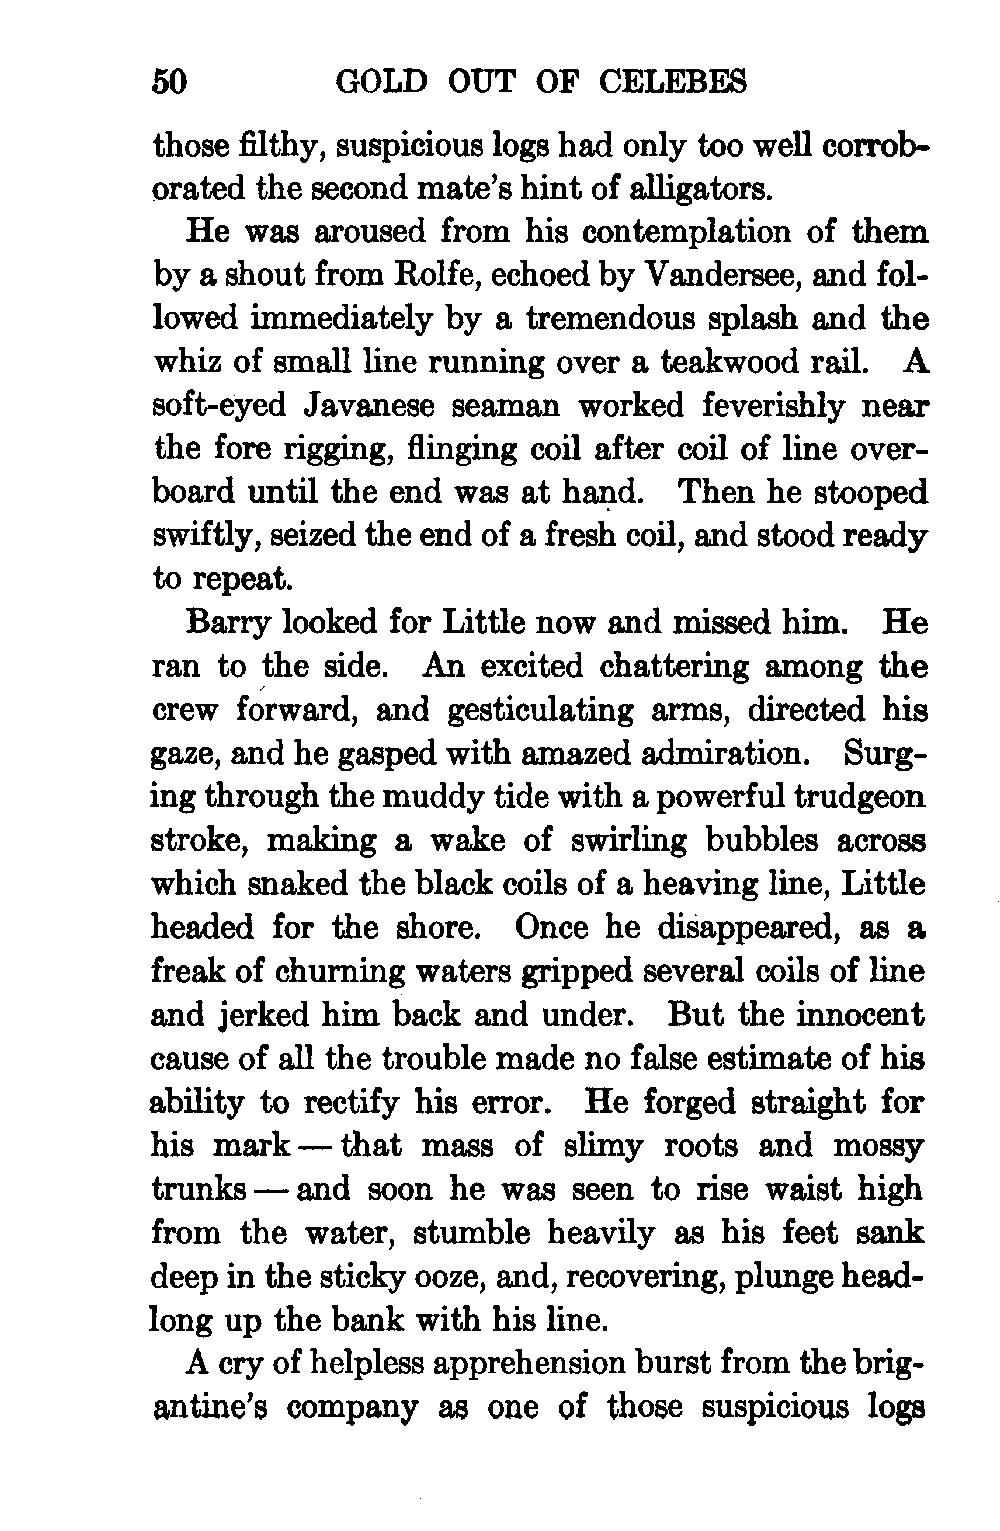 50 GOLD OUT OF CELEBES
those filthy, suspicious logs had only too well corrob-
orated the second mate's hint of alligators.
He was aroused from his contemplation of them
by a shout from Rolfe, echoed by Vandersee, and fol-
lowed immediately by a tremendous splash and the
whiz of small line running over a teakwood rail. A
soft-eyed Javanese seaman worked feverishly near
the fore rigging, flinging coil after coil of line over-
board until the end was at hand. Then he stooped
swiftly, seized the end of a fresh coil, and stood ready
to repeat.
Barry looked for Little now and missed him. He
ran to the side. An excited chattering among the
crew forward, and gesticulating arms, directed his
gaze, and he gasped with amazed admiration. Surg-
ing through the muddy tide with a powerful trudgeon
stroke, making a wake of swirling bubbles across
which snaked the black coils of a heaving line, Little
headed for the shore. Once he disappeared, as a
freak of churning waters gripped several coils of line
and jerked him back and under. But the innocent
cause of all the trouble made no false estimate of his
ability to rectify his error. He forged straight for
his mark — that mass of slimy roots and mossy
trunks — and soon he was seen to rise waist high
from the water, stumble heavily as his feet sank
deep in the sticky ooze, and, recovering, plunge head-
long up the bank with his line.
A cry of helpless apprehension burst from the brig-
antine's company as one of those suspicious logs